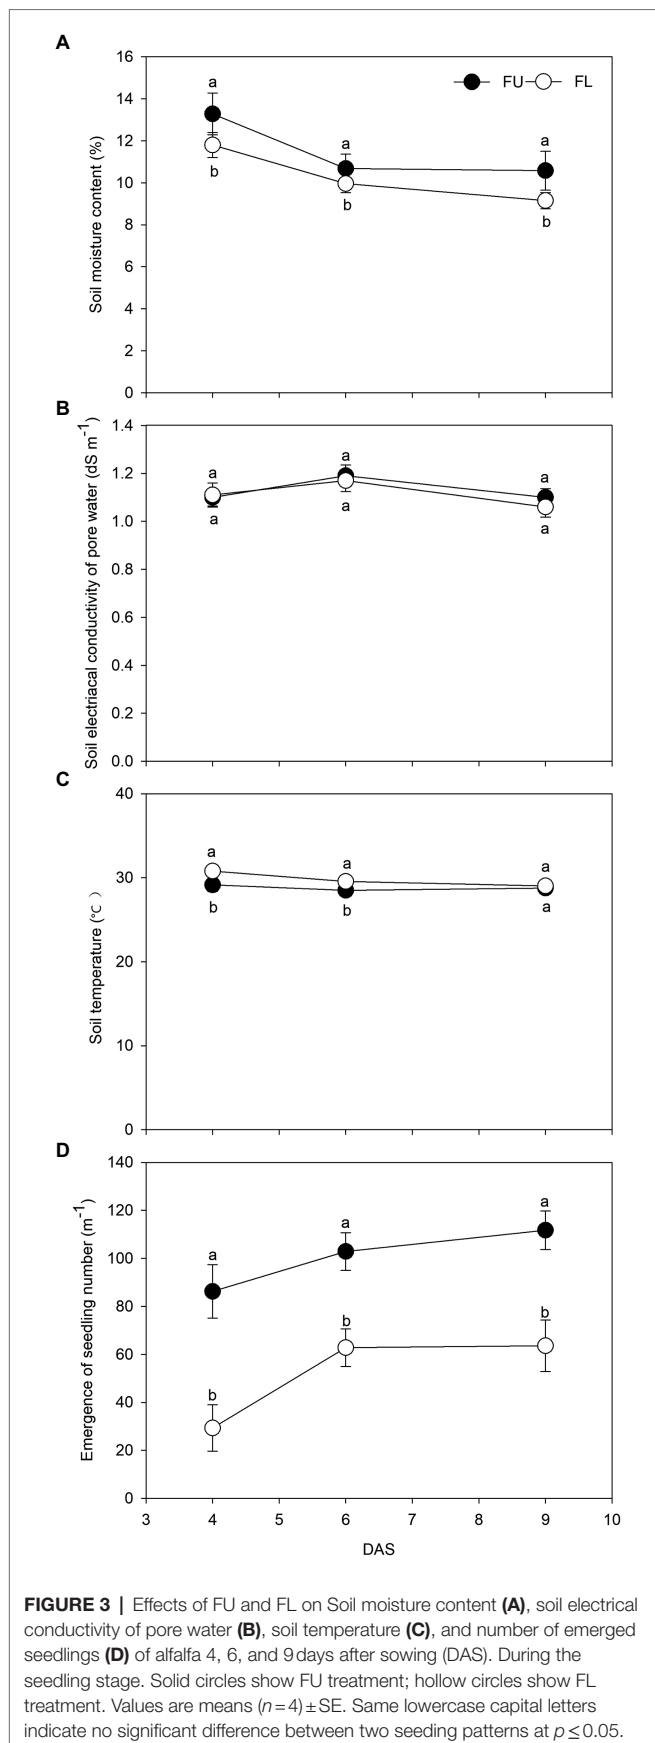 A
16
14
12
10
8
6
4
2
0
Soil moisture content (%)
FU FL
a a a
b b b
B
1.4
1.2
1.0
0.8
0.6
0.4
0.2
0.0
Soil electriacal conductivity of pore water (dS m-1)
a a a
a a a
C
40
30
20
10
0
Soil temperature (℃)
a a a
b b a
D
140
120
100
80
60
40
20
0
Emergence of seedling number (m-1)
a a a
b b b
3 4 5 6 7 8 9 10
DAS
FIGURE 3 | Effects of FU and FL on Soil moisture content (A), soil electrical
conductivity of pore water (B), soil temperature (C), and number of emerged
seedlings (D) of alfalfa 4, 6, and 9 days after sowing (DAS). During the
seedling stage. Solid circles show FU treatment; hollow circles show FL
treatment. Values are means (n = 4) ± SE. Same lowercase capital letters
indicate no significant difference between two seeding patterns at p ≤ 0.05.